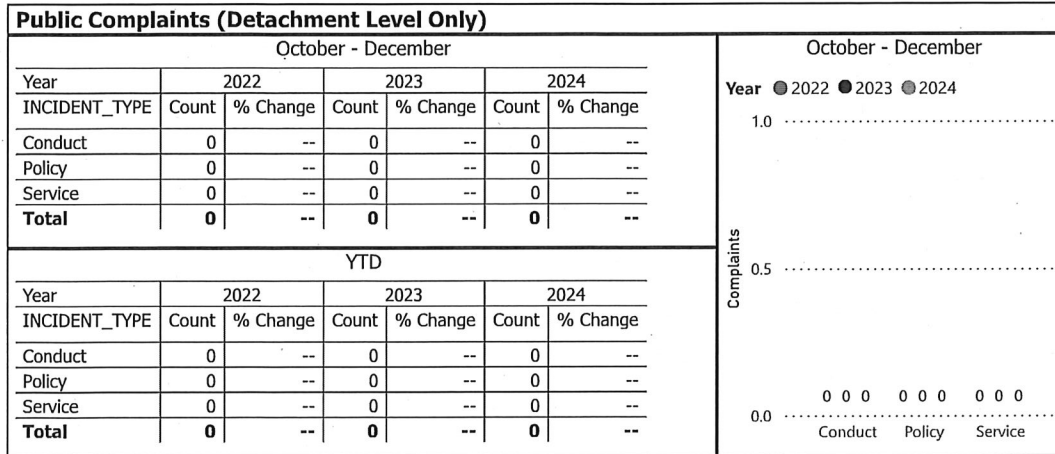 Public Complaints (Detachment Level Only)
October - December
Year 2022 2023 2024
INCIDENT_TYPE Count % Change Count % Change Count % Change
Conduct 0 -- 0 -- 0 --
Policy 0 -- 0 -- 0 --
Service 0 -- 0 -- 0 --
Total 0 -- 0 -- 0 --
YTD
Year 2022 2023 2024
INCIDENT_TYPE Count % Change Count % Change Count % Change
Conduct 0 -- 0 -- 0 --
Policy 0 -- 0 -- 0 --
Service 0 -- 0 -- 0 --
Total 0 -- 0 -- 0 --
October - December
Year 2022 2023 2024
1.0
Complaints
0.5
0 0 0 0 0 0 0 0 0
0.0
Conduct Policy Service